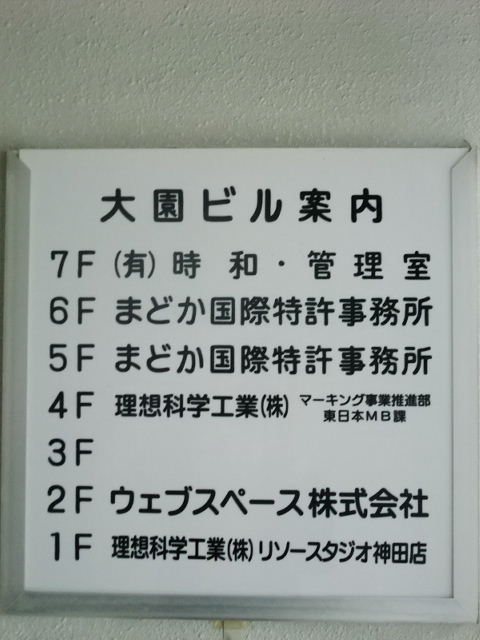 大園ビル案内
7F (有)時和・管理室
6F まどか国際特許事務所
5F まどか国際特許事務所
4F 理想科学工業(株) マーキング事業推進部
東日本MB課
3F
2F ウェブスペース株式会社
1F 理想科学工業(株)リソースタジオ神田店